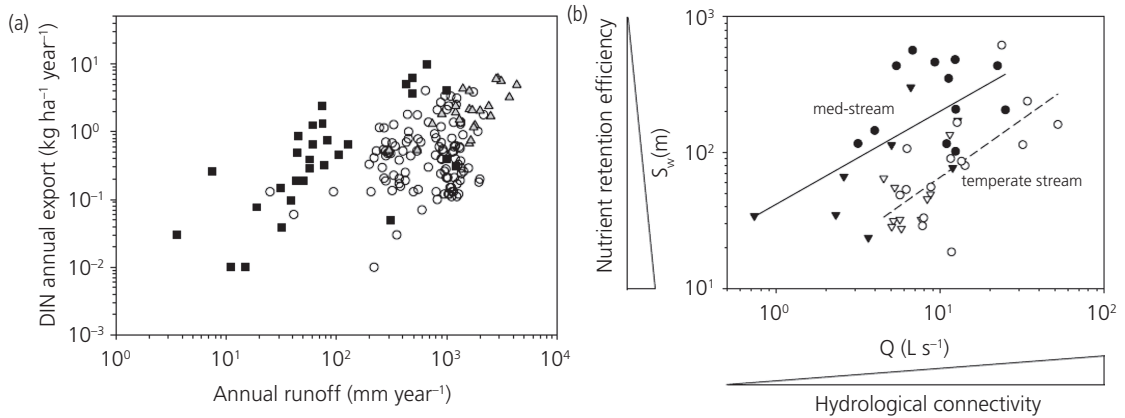 (a)
DIN annual export (kg ha⁻¹ year⁻¹)
10¹
10⁰
10⁻¹
10⁻²
10⁻³
10⁰ 10¹ 10² 10³ 10⁴
Annual runoff (mm year⁻¹)
(b)
Nutrient retention efficiency
S_w(m)
10³
10²
10¹
med-stream
temperate stream
10⁰ 10¹ 10²
Q (L s⁻¹)
Hydrological connectivity